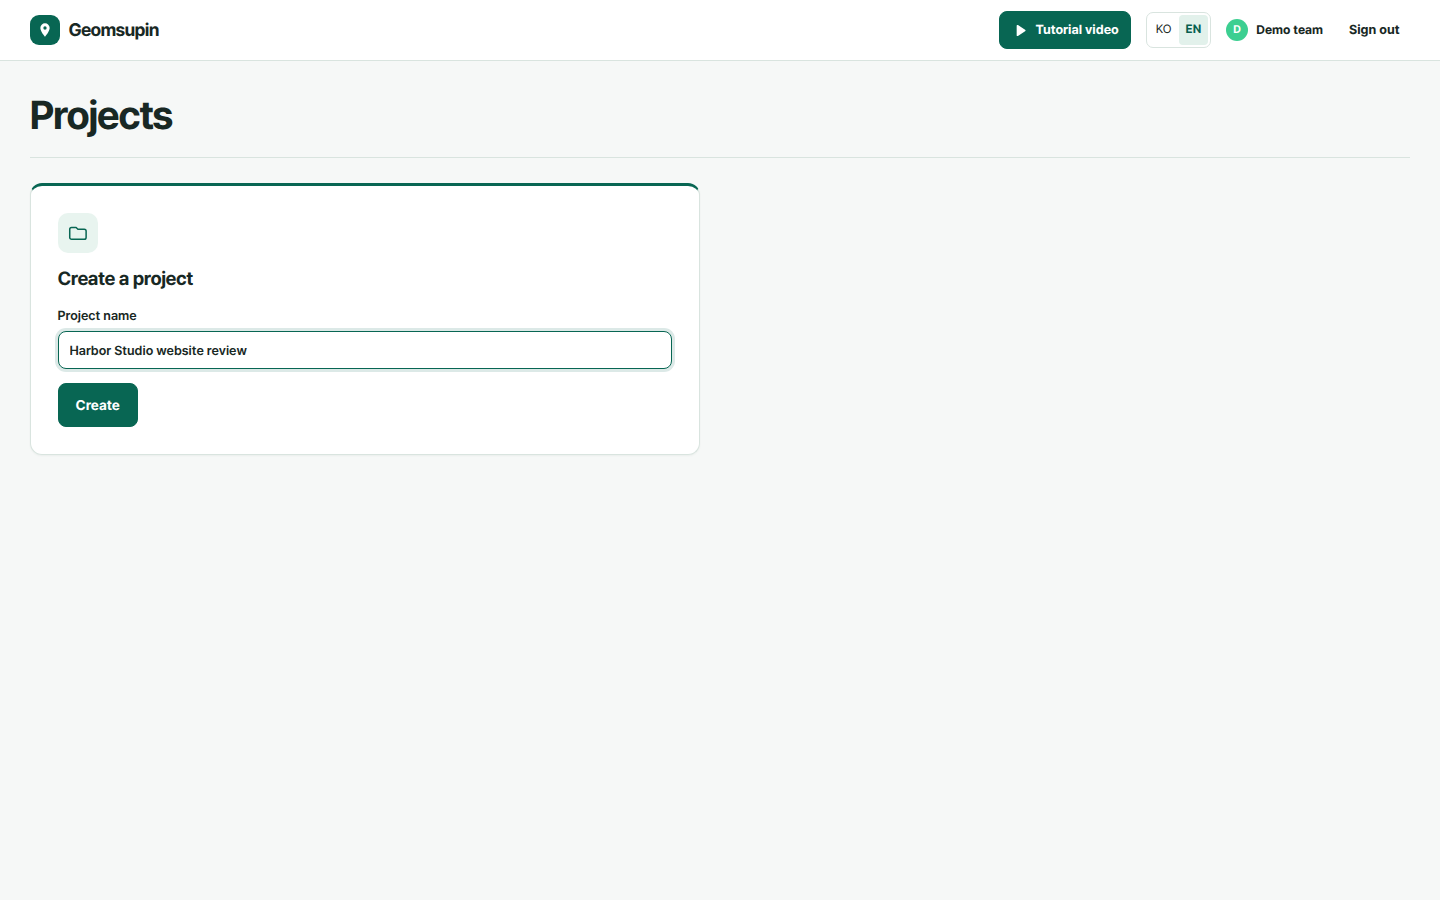 Geomsupin
Tutorial video
KO EN
D
Demo team
Sign out
Projects
Create a project
Project name
Harbor Studio website review
Create